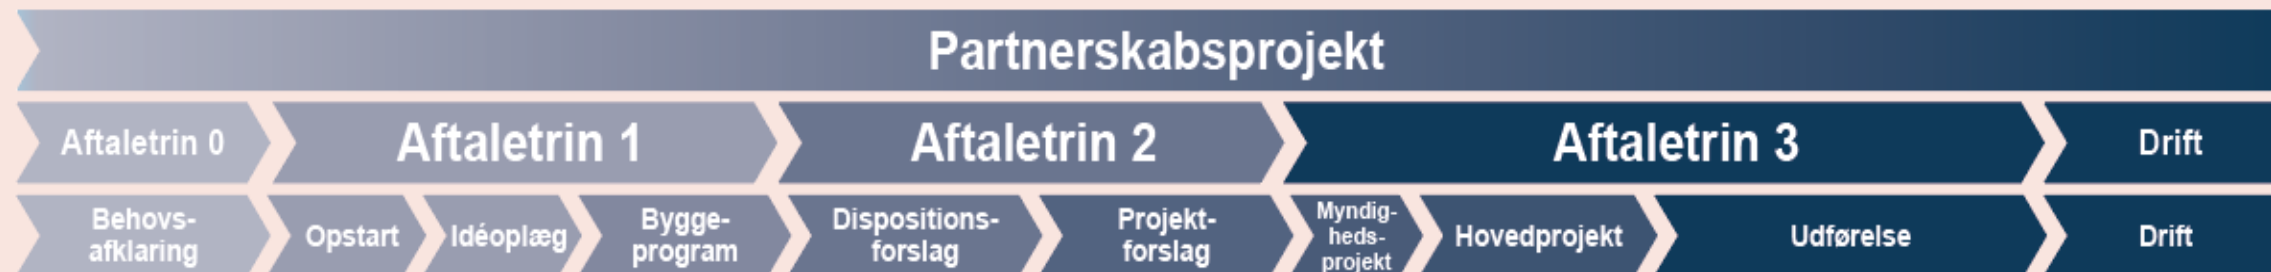 Partnerskabsprojekt
Aftaletrin 0
Aftaletrin 1
Aftaletrin 2
Aftaletrin 3
Drift
Behovs-
afklaring
Opstart
Idéoplæg
Bygge-
program
Dispositions-
forslag
Projekt-
forslag
Myndig-
heds-
projekt
Hovedprojekt
Udførelse
Drift